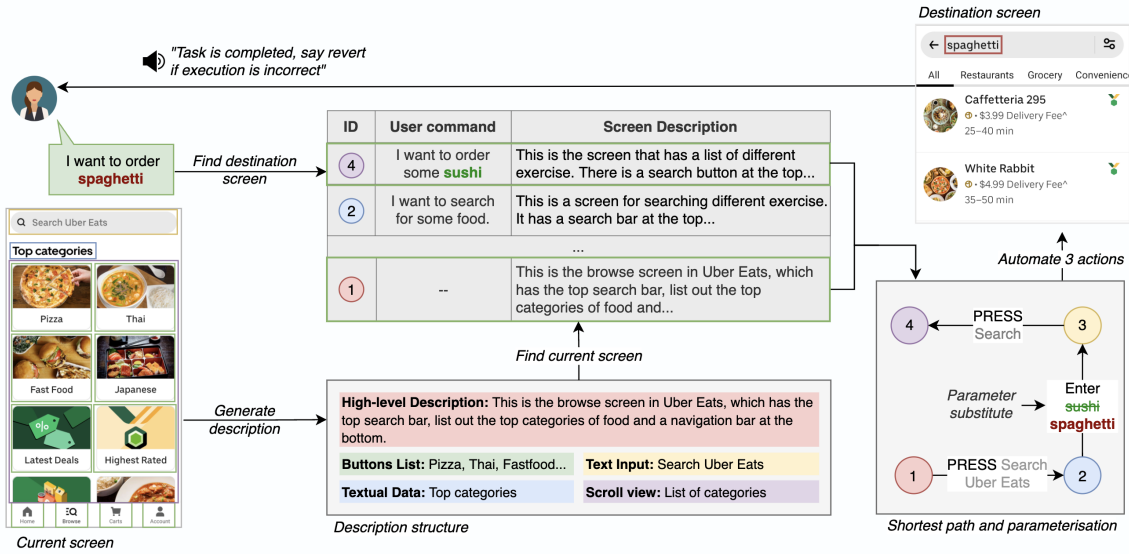 Destination screen
"Task is completed, say revert
if execution is incorrect"
spaghetti
All Restaurants Grocery Convenience
Caffetteria 295
• $3.99 Delivery Fee^
25–40 min
White Rabbit
• $4.99 Delivery Fee^
35–50 min
I want to order
spaghetti
Find destination
screen
ID User command Screen Description
4 I want to order
some sushi
This is the screen that has a list of different
exercise. There is a search button at the top...
2 I want to search
for some food.
This is a screen for searching different exercise.
It has a search bar at the top...
...
1 --
This is the browse screen in Uber Eats, which
has the top search bar, list out the top
categories of food and...
Find current screen
Automate 3 actions
Search Uber Eats
Top categories
Pizza Thai
Fast Food Japanese
Latest Deals Highest Rated
Home Browse Carts Account
Current screen
Generate
description
High-level Description: This is the browse screen in Uber Eats, which has the
top search bar, list out the top categories of food and a navigation bar at the
bottom.
Buttons List: Pizza, Thai, Fastfood...
Text Input: Search Uber Eats
Textual Data: Top categories
Scroll view: List of categories
Description structure
4 PRESS 3
Search
Parameter
substitute
Enter
sushi
spaghetti
1 PRESS Search 2
Uber Eats
Shortest path and parameterisation